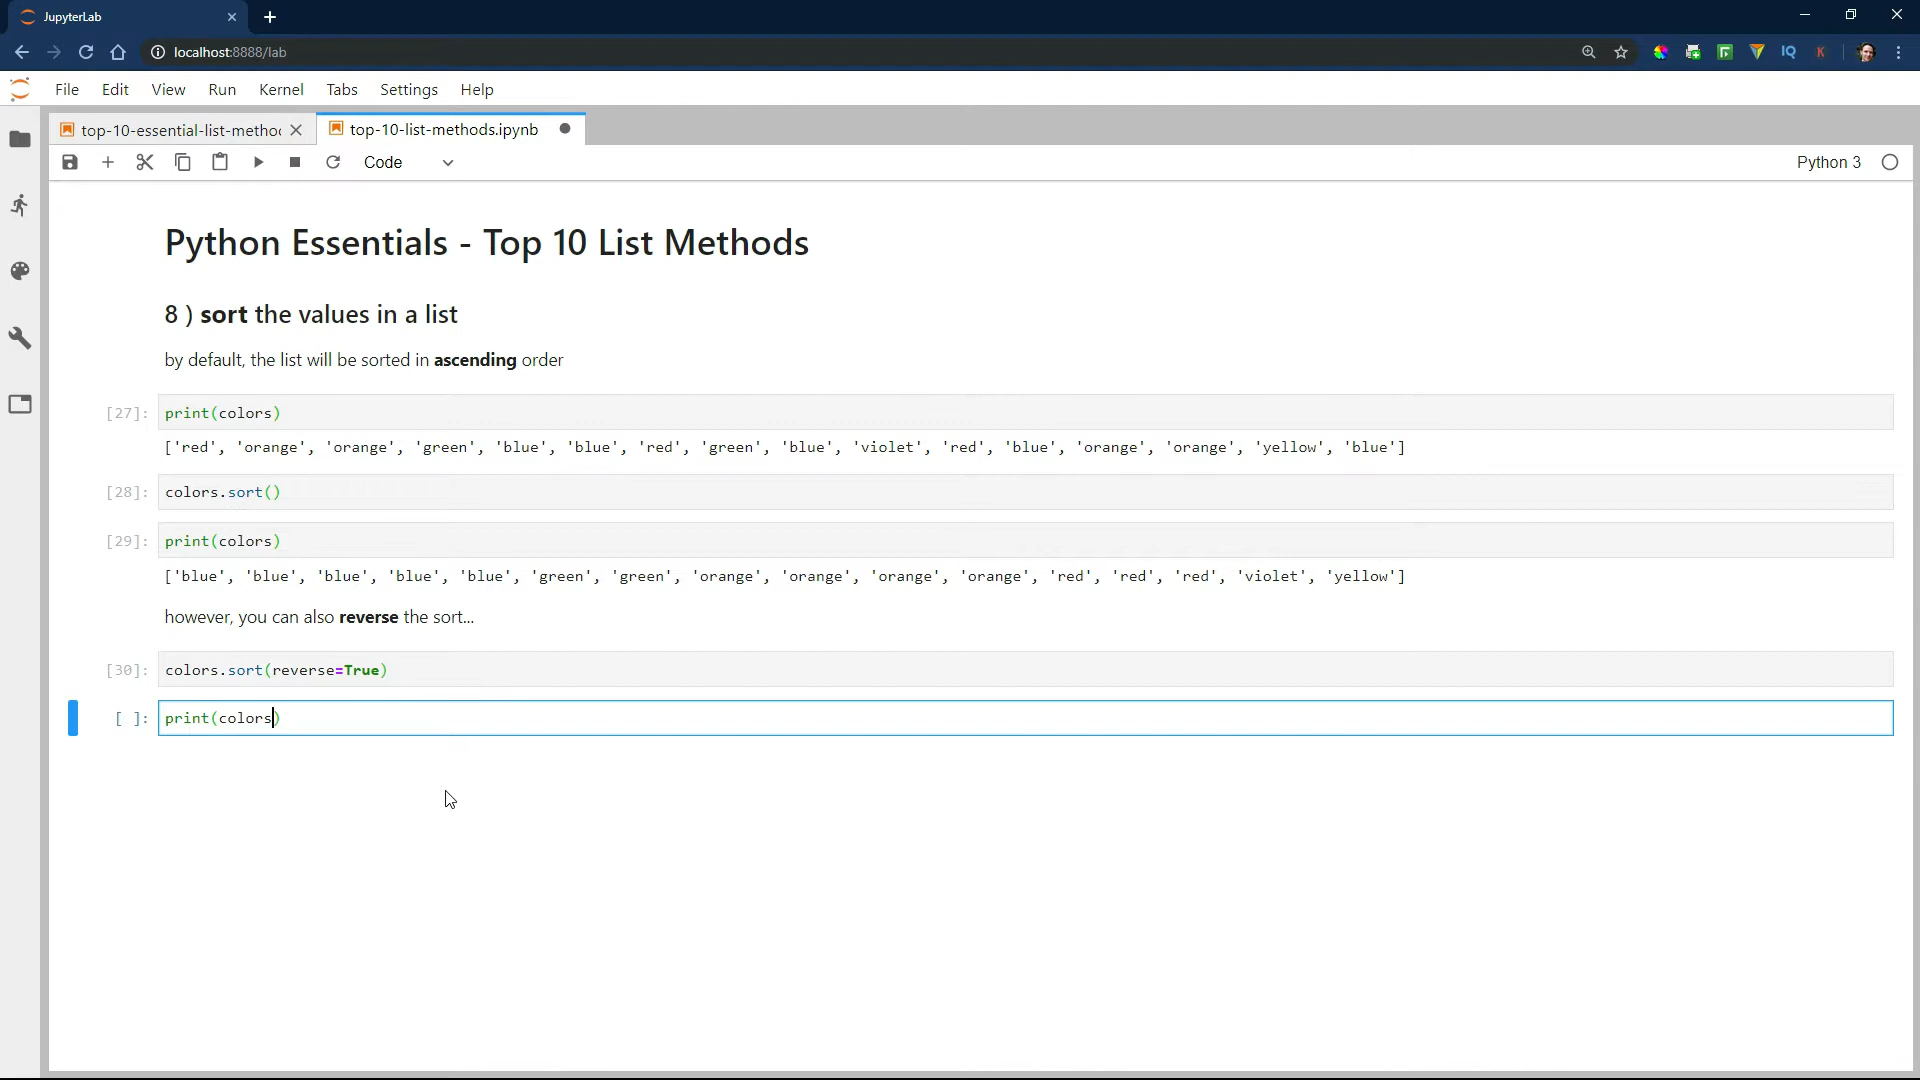 JupyterLab
localhost:8888/lab
IQ
K
File Edit View Run Kernel Tabs Settings Help
top-10-essential-list-metho
top-10-list-methods.ipynb
Code
Python 3
Python Essentials - Top 10 List Methods
8 ) sort the values in a list
by default, the list will be sorted in ascending order
[27]: print(colors)
['red', 'orange', 'orange', 'green', 'blue', 'blue', 'red', 'green', 'blue', 'violet', 'red', 'blue', 'orange', 'orange', 'yellow', 'blue']
[28]: colors.sort()
[29]: print(colors)
['blue', 'blue', 'blue', 'blue', 'blue', 'green', 'green', 'orange', 'orange', 'orange', 'orange', 'red', 'red', 'red', 'violet', 'yellow']
however, you can also reverse the sort...
[30]: colors.sort(reverse=True)
[ ]: print(colors)